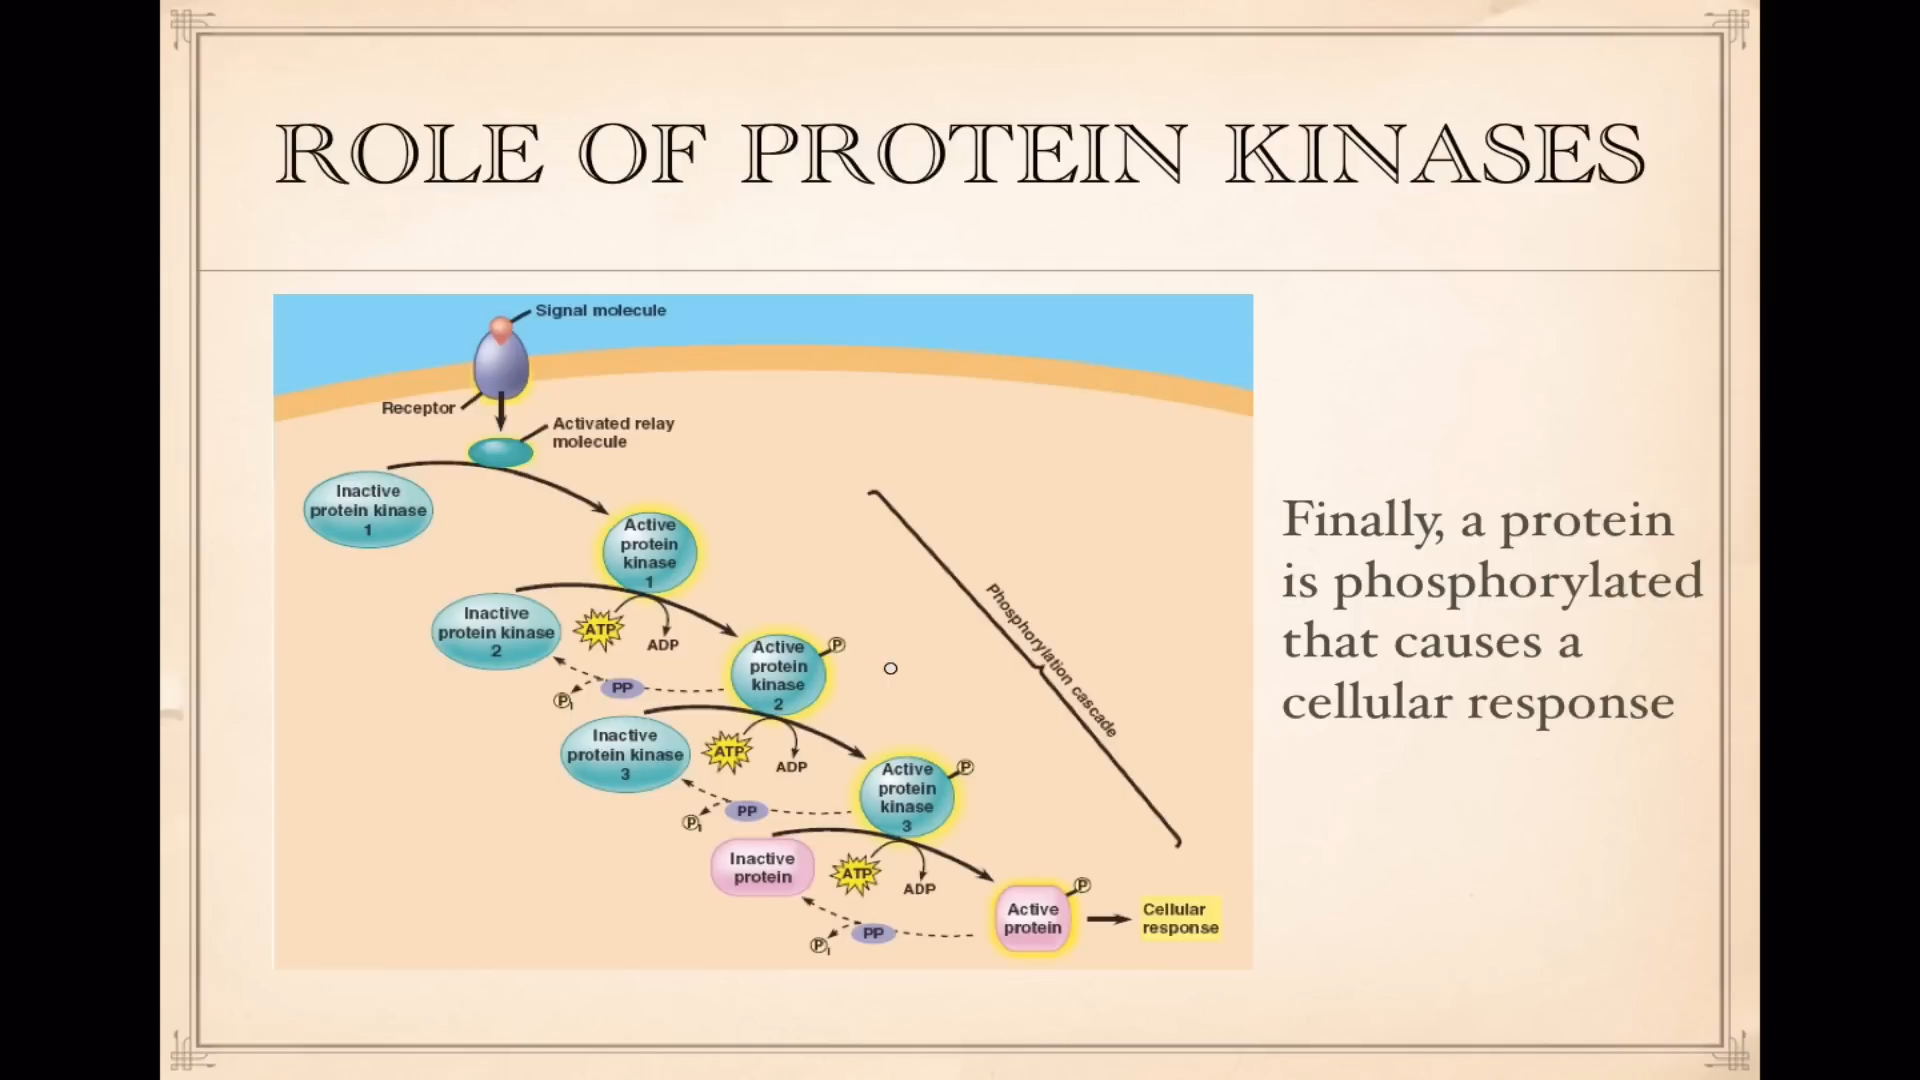 ROLE OF PROTEIN KINASES
Signal molecule
Receptor
Activated relay
molecule
Inactive
protein kinase
1
Active
protein
kinase
1
Inactive
protein kinase
2
ATP
ADP
Active
protein
kinase
2
P
PP
Pi
Inactive
protein kinase
3
ATP
ADP
Active
protein
kinase
3
P
PP
Pi
Inactive
protein
ATP
ADP
Active
protein
P
PP
Pi
Cellular
response
Phosphorylation cascade
Finally, a protein
is phosphorylated
that causes a
cellular response